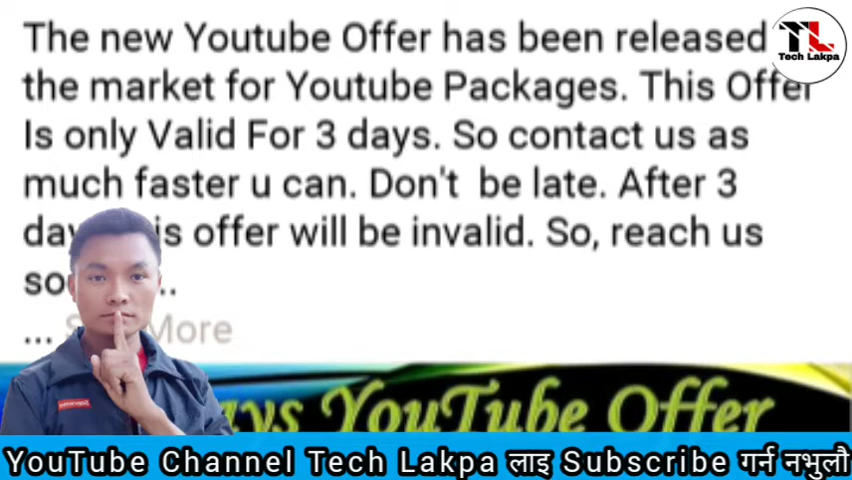 The new Youtube Offer has been released
the market for Youtube Packages. This Offer
Is only Valid For 3 days. So contact us as
much faster u can. Don't be late. After 3
offer will be invalid. So, reach us
... More
YouTube Offer
TL
Tech Lakpa
YouTube Channel Tech Lakpa लाइ Subscribe गर्न नभुलौ